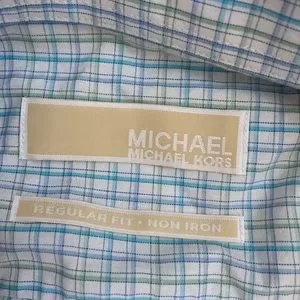 MICHAEL
MICHAEL KORS
REGULAR FIT • NON IRON